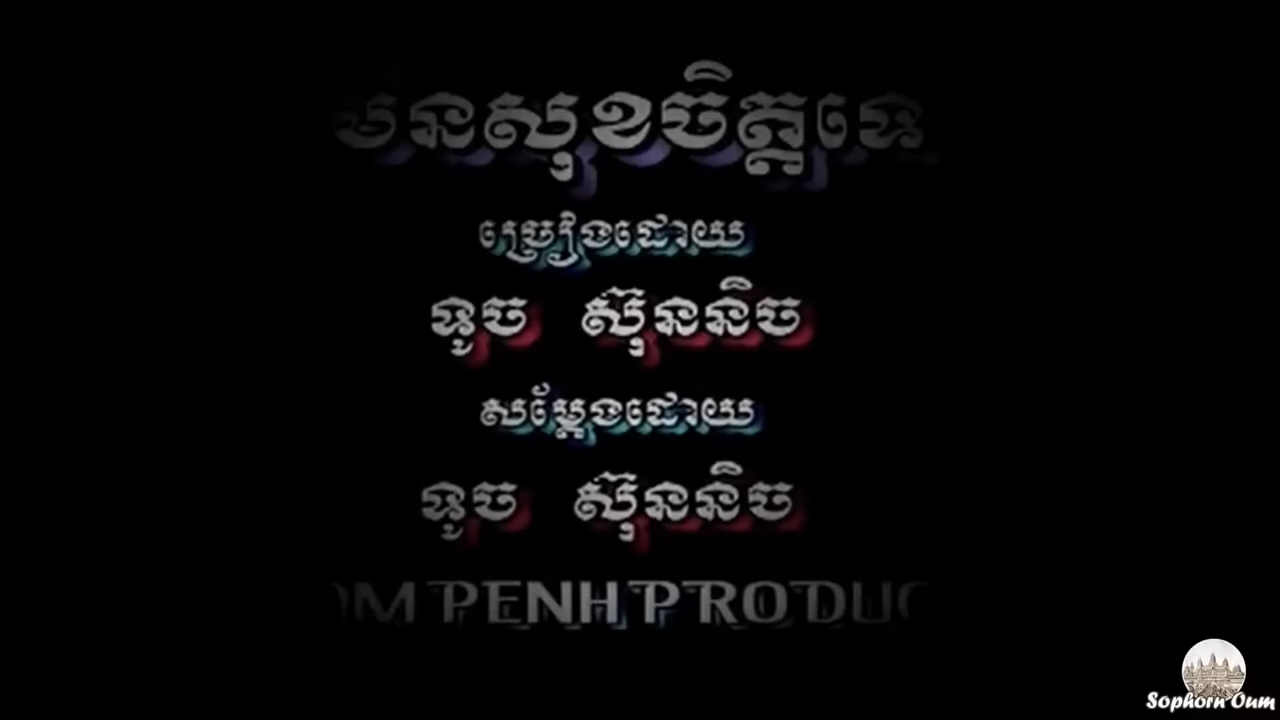 មិនសុខចិត្តទេ
ច្រៀងដោយ
ទូច ស៊ុននិច
សម្ដែងដោយ
ទូច ស៊ុននិច
OM PENH PRODUC
Sophorn Oum